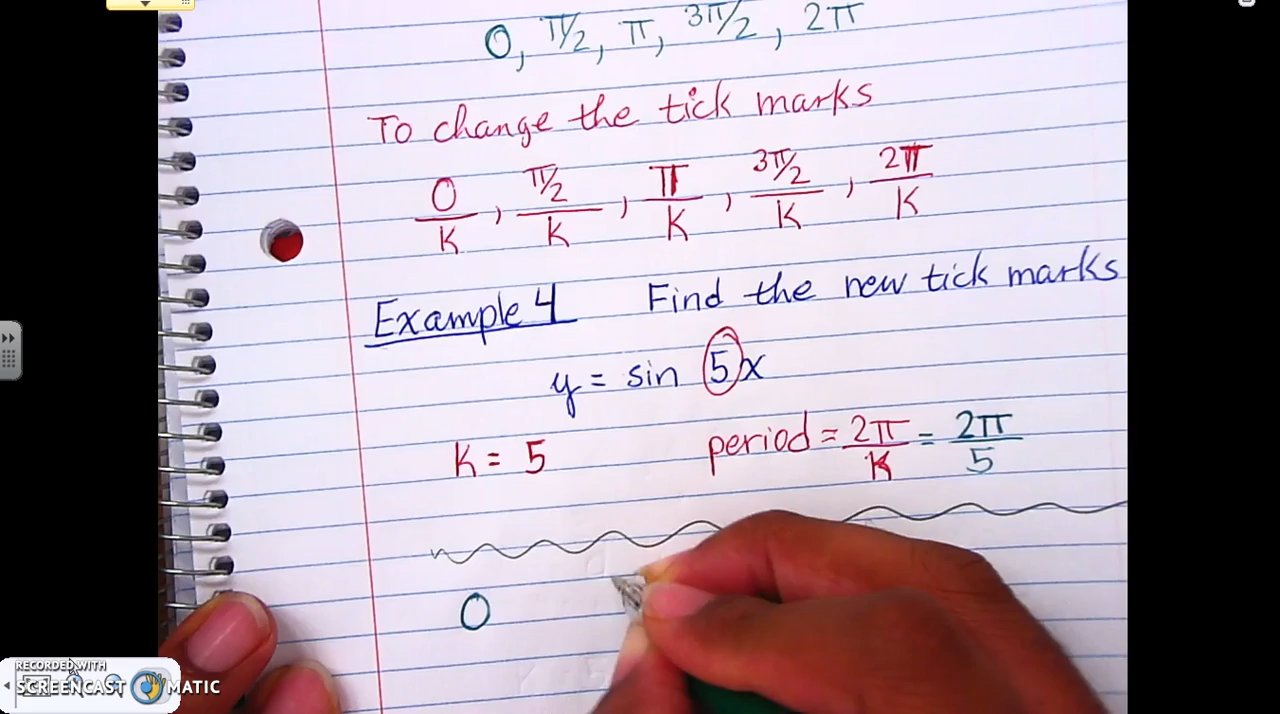 0, π/2, π, 3π/2, 2π
To change the tick marks
0/K, π/2/K, π/K, 3π/2/K, 2π/K
Example 4 Find the new tick marks
y = sin 5x
K = 5 period = 2π/K = 2π/5
0
RECORDED WITH
SCREENCAST MATIC